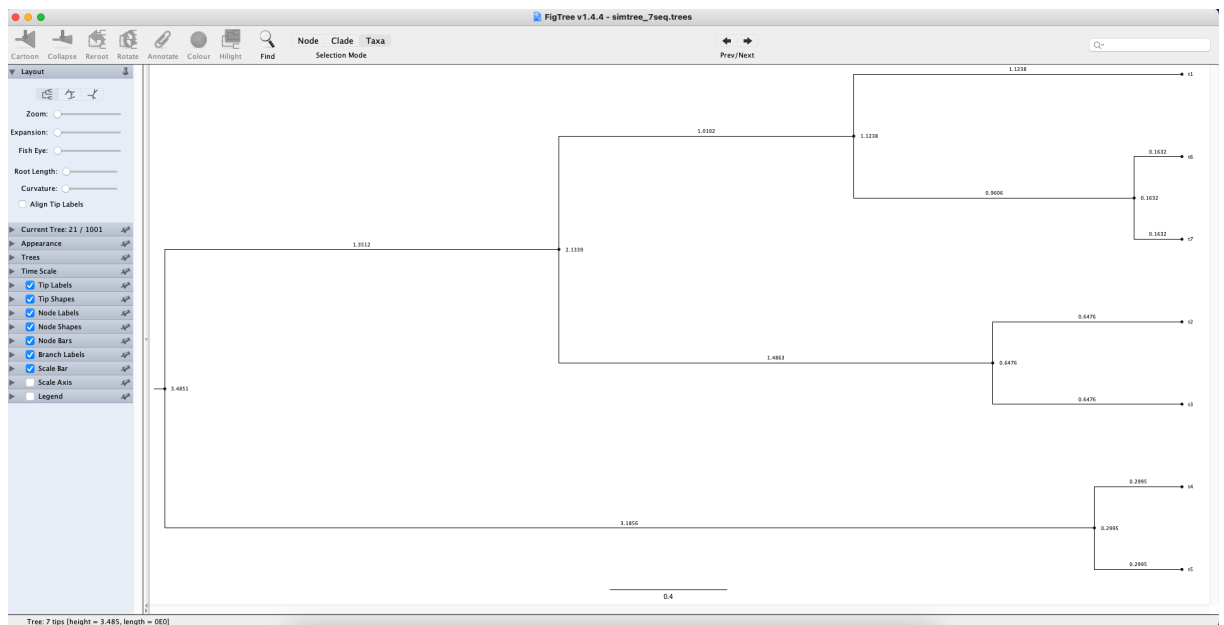 FigTree v1.4.4 - simtree_7seq.trees
Cartoon Collapse Reroot Rotate Annotate Colour Hilight Find
Node Clade Taxa
Selection Mode
Prev/Next
Layout
Zoom:
Expansion:
Fish Eye:
Root Length:
Curvature:
Align Tip Labels
Current Tree: 21 / 1001
Appearance
Trees
Time Scale
Tip Labels
Tip Shapes
Node Labels
Node Shapes
Node Bars
Branch Labels
Scale Bar
Scale Axis
Legend
1.1238
t1
1.0102
1.1238
0.1632
t6
0.9606
0.1632
0.1632
t7
1.3512
2.1339
0.6476
t2
1.4863
0.6476
0.6476
t3
3.4851
0.2995
t4
3.1856
0.2995
0.2995
t5
0.4
Tree: 7 tips [height = 3.485, length = 0E0]